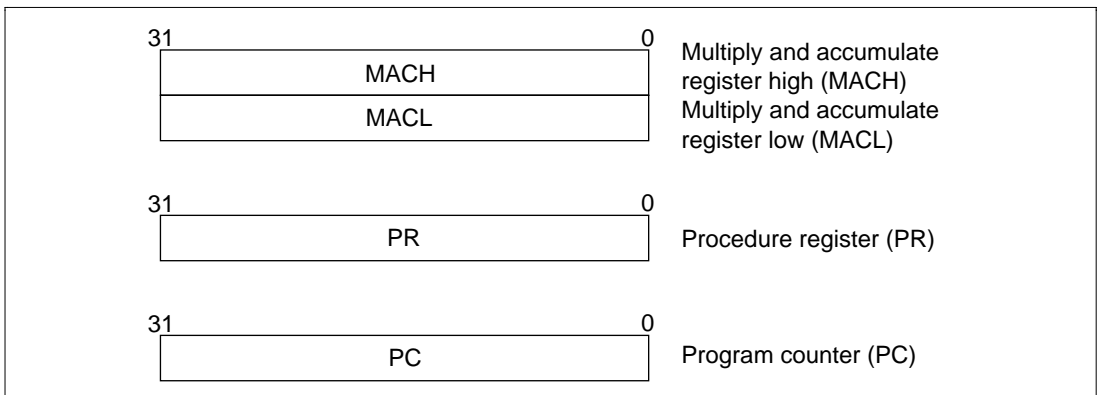 31 0
MACH
MACL
Multiply and accumulate
register high (MACH)
Multiply and accumulate
register low (MACL)
31 0
PR
Procedure register (PR)
31 0
PC
Program counter (PC)